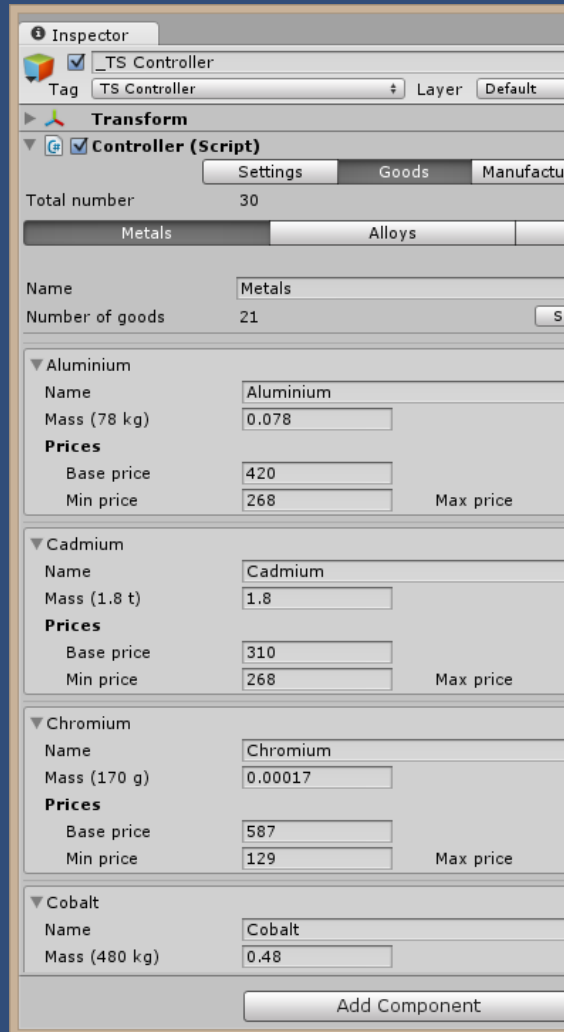 Inspector
_TS Controller
Tag TS Controller Layer Default
Transform
Controller (Script)
Settings Goods Manufactu
Total number 30
Metals Alloys
Name Metals
Number of goods 21 S
Aluminium
Name Aluminium
Mass (78 kg) 0.078
Prices
Base price 420
Min price 268 Max price
Cadmium
Name Cadmium
Mass (1.8 t) 1.8
Prices
Base price 310
Min price 268 Max price
Chromium
Name Chromium
Mass (170 g) 0.00017
Prices
Base price 587
Min price 129 Max price
Cobalt
Name Cobalt
Mass (480 kg) 0.48
Add Component